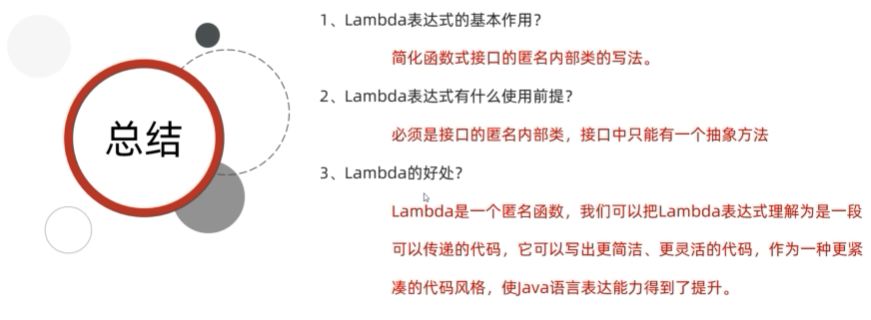 总结
1、Lambda表达式的基本作用？
简化函数式接口的匿名内部类的写法。
2、Lambda表达式有什么使用前提？
必须是接口的匿名内部类，接口中只能有一个抽象方法
3、Lambda的好处？
Lambda是一个匿名函数，我们可以把Lambda表达式理解为是一段
可以传递的代码，它可以写出更简洁、更灵活的代码，作为一种更紧
凑的代码风格，使Java语言表达能力得到了提升。